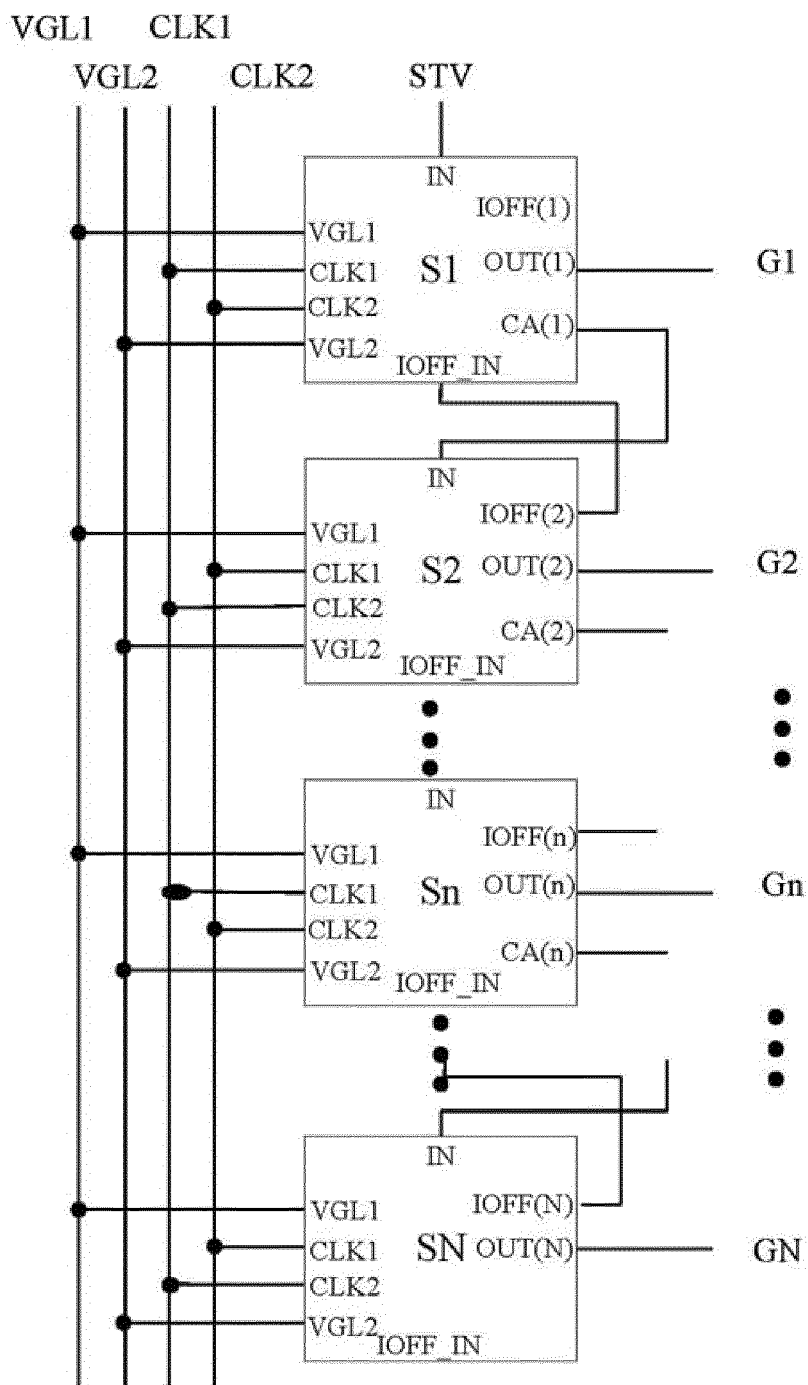 VGL1 CLK1
VGL2 CLK2 STV
IN
IOFF(1)
VGL1
CLK1 S1 OUT(1) G1
CLK2
CA(1)
VGL2
IOFF_IN
IN
IOFF(2)
VGL1
CLK1 S2 OUT(2) G2
CLK2
CA(2)
VGL2
IOFF_IN
IN
IOFF(n)
VGL1
CLK1 Sn OUT(n) Gn
CLK2
CA(n)
VGL2
IOFF_IN
IN
IOFF(N)
VGL1
CLK1 SN OUT(N) GN
CLK2
VGL2
IOFF_IN